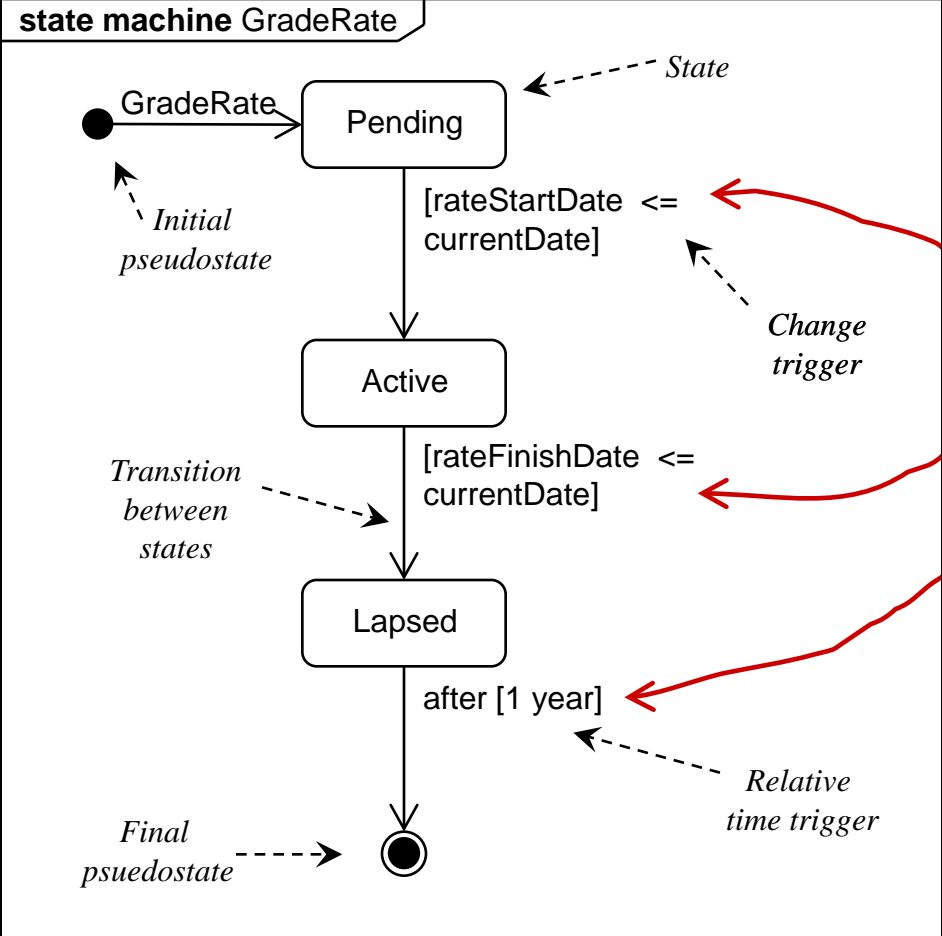 state machine GradeRate
State
GradeRate
Pending
[rateStartDate <=
currentDate]
Initial
pseudostate
Change
trigger
Active
[rateFinishDate <=
currentDate]
Transition
between
states
Lapsed
after [1 year]
Relative
time trigger
Final
psuedostate